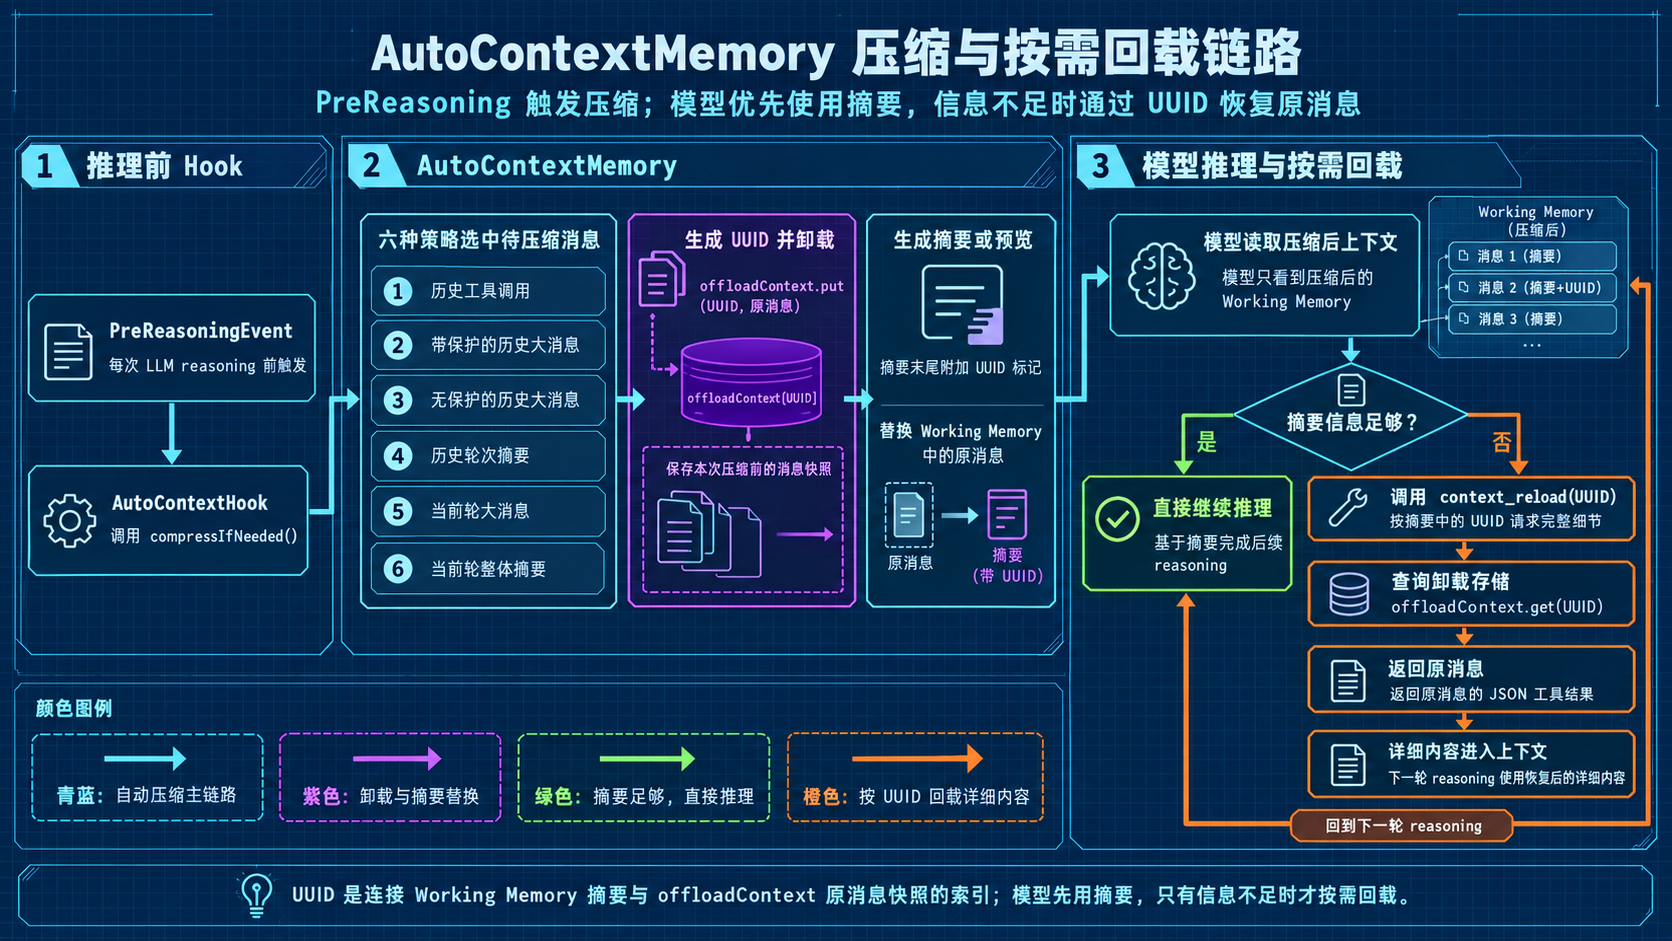 AutoContextMemory 压缩与按需回载链路
PreReasoning 触发压缩；模型优先使用摘要，信息不足时通过 UUID 恢复原消息
1 推理前 Hook
PreReasoningEvent
每次 LLM reasoning 前触发
AutoContextHook
调用 compressIfNeeded()
2 AutoContextMemory
六种策略选中待压缩消息
1 历史工具调用
2 带保护的历史大消息
3 无保护的历史大消息
4 历史轮次摘要
5 当前轮大消息
6 当前轮整体摘要
生成 UUID 并卸载
offloadContext.put
(UUID, 原消息)
offloadContext[UUID]
保存本次压缩前的消息快照
生成摘要或预览
摘要末尾附加 UUID 标记
替换 Working Memory
中的原消息
原消息
摘要
(带 UUID)
3 模型推理与按需回载
模型读取压缩后上下文
模型只看到压缩后的
Working Memory
Working Memory
(压缩后)
消息 1 (摘要)
消息 2 (摘要+UUID)
消息 3 (摘要)
...
摘要信息足够？
是
否
直接继续推理
基于摘要完成后续
reasoning
调用 context_reload(UUID)
按摘要中的 UUID 请求完整细节
查询卸载存储
offloadContext.get(UUID)
返回原消息
返回原消息的 JSON 工具结果
详细内容进入上下文
下一轮 reasoning 使用恢复后的详细内容
回到下一轮 reasoning
颜色图例
青蓝：自动压缩主链路
紫色：卸载与摘要替换
绿色：摘要足够，直接推理
橙色：按 UUID 回载详细内容
UUID 是连接 Working Memory 摘要与 offloadContext 原消息快照的索引；模型先用摘要，只有信息不足时才按需回载。